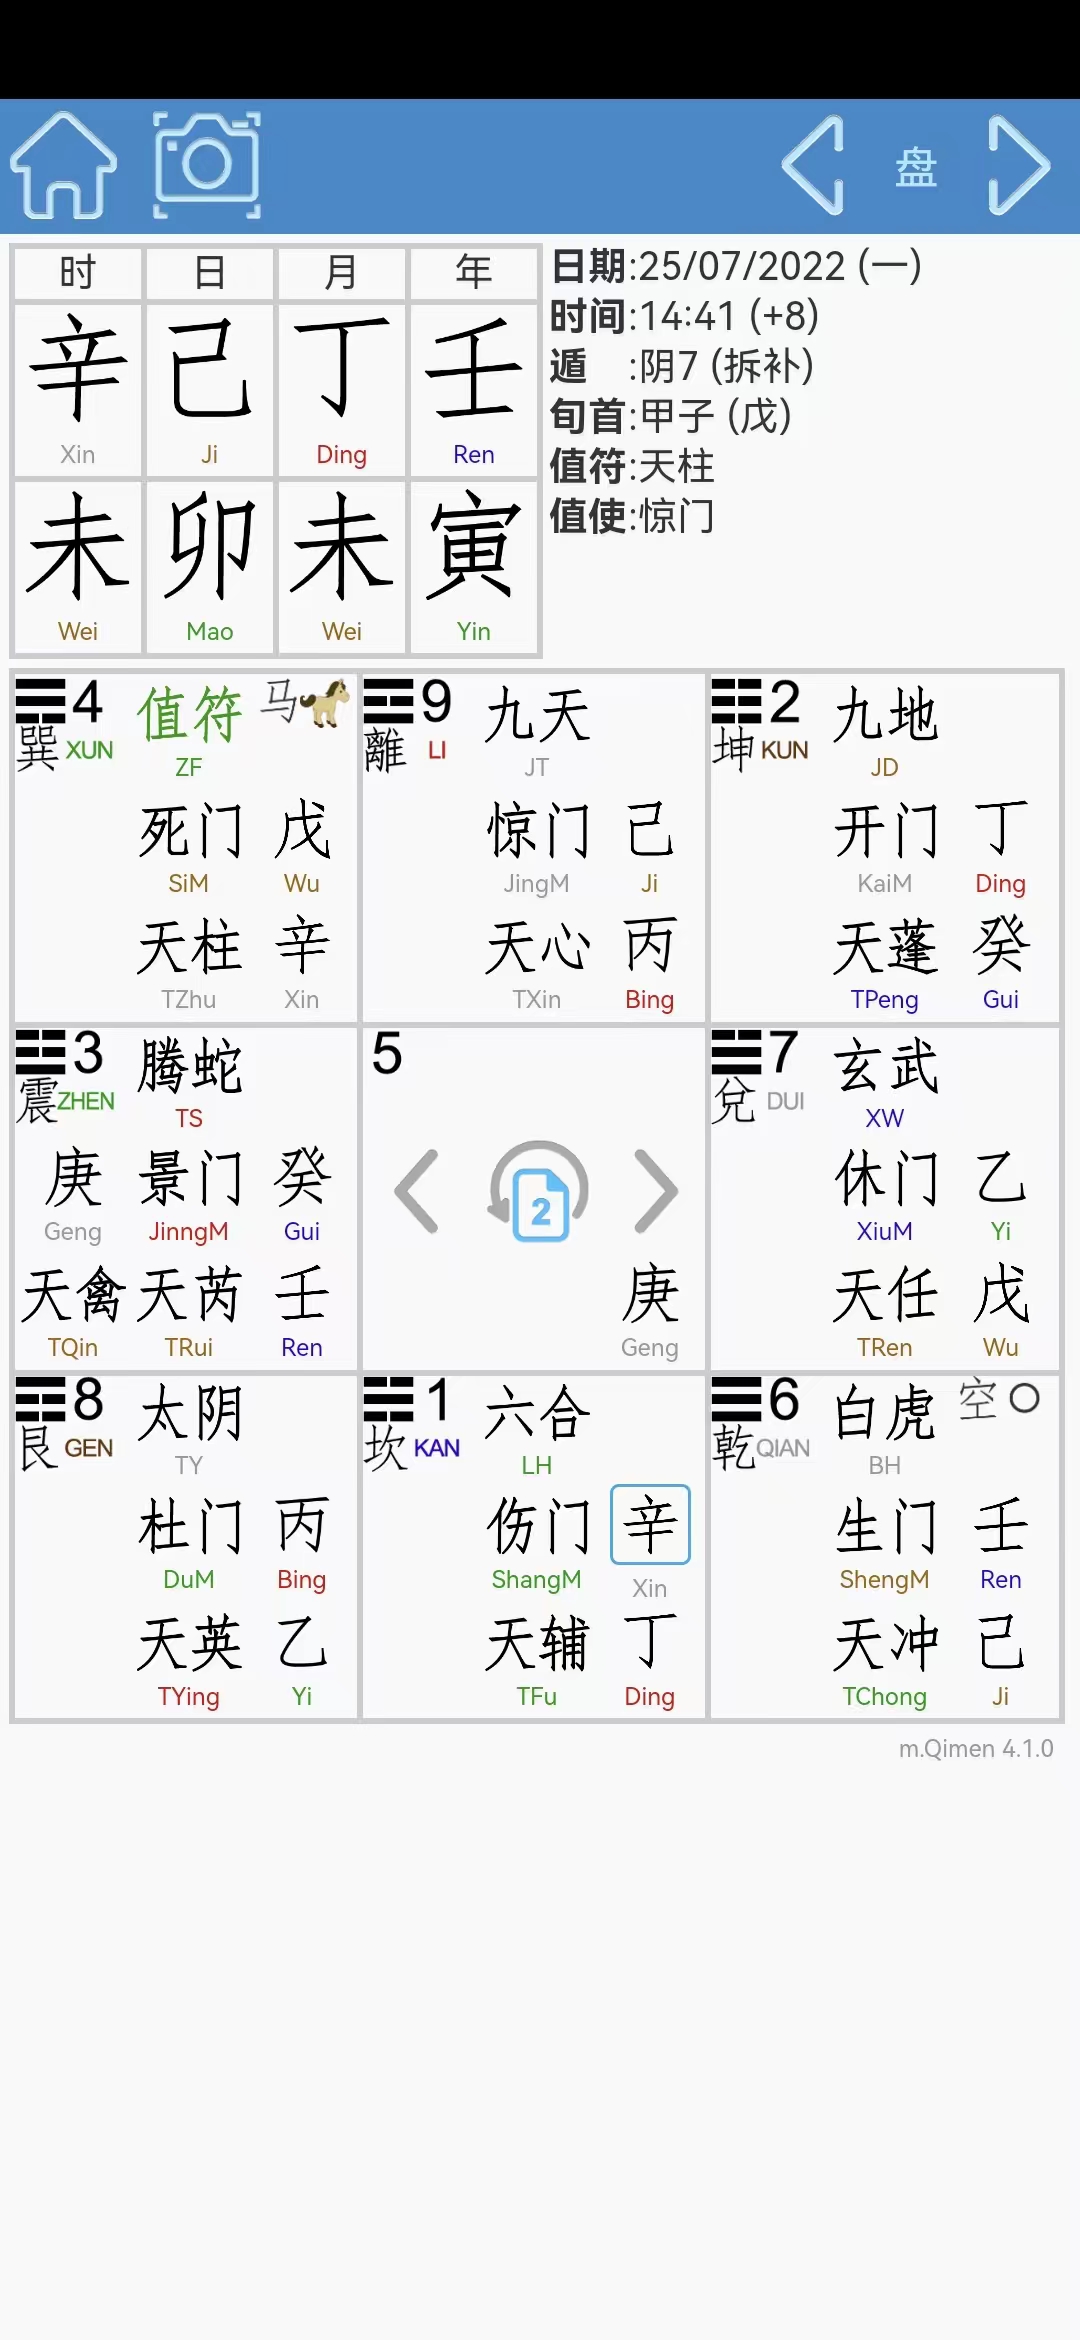 盘
时 日 月 年
辛 己 丁 壬
Xin Ji Ding Ren
未 卯 未 寅
Wei Mao Wei Yin
日期:25/07/2022 (一)
时间:14:41 (+8)
遁 :阴7 (拆补)
旬首:甲子 (戊)
值符:天柱
值使:惊门
4 值符 马
巽 XUN ZF
死门 戊
SiM Wu
天柱 辛
TZhu Xin
9 九天
離 LI JT
惊门 己
JingM Ji
天心 丙
TXin Bing
2 九地
坤 KUN JD
开门 丁
KaiM Ding
天蓬 癸
TPeng Gui
3 腾蛇
震 ZHEN TS
庚 景门 癸
Geng JinngM Gui
天禽 天芮 壬
TQin TRui Ren
5
2
庚
Geng
7 玄武
兌 DUI XW
休门 乙
XiuM Yi
天任 戊
TRen Wu
8 太阴
艮 GEN TY
杜门 丙
DuM Bing
天英 乙
TYing Yi
1 六合
坎 KAN LH
伤门 辛
ShangM Xin
天辅 丁
TFu Ding
6 白虎 空
乾 QIAN BH
生门 壬
ShengM Ren
天冲 己
TChong Ji
m.Qimen 4.1.0